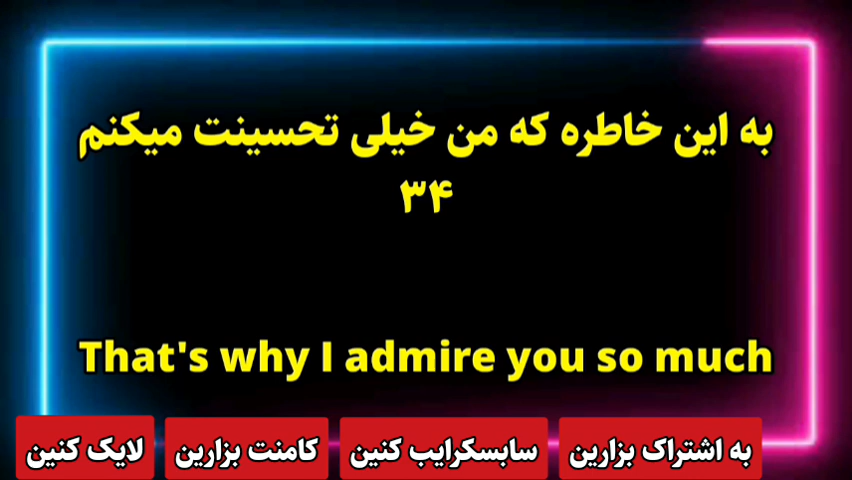 به این خاطره که من خیلی تحسینت میکنم
۳۴
That's why I admire you so much
به اشتراک بزارین
سابسکرایب کنین
کامنت بزارین
لایک کنین